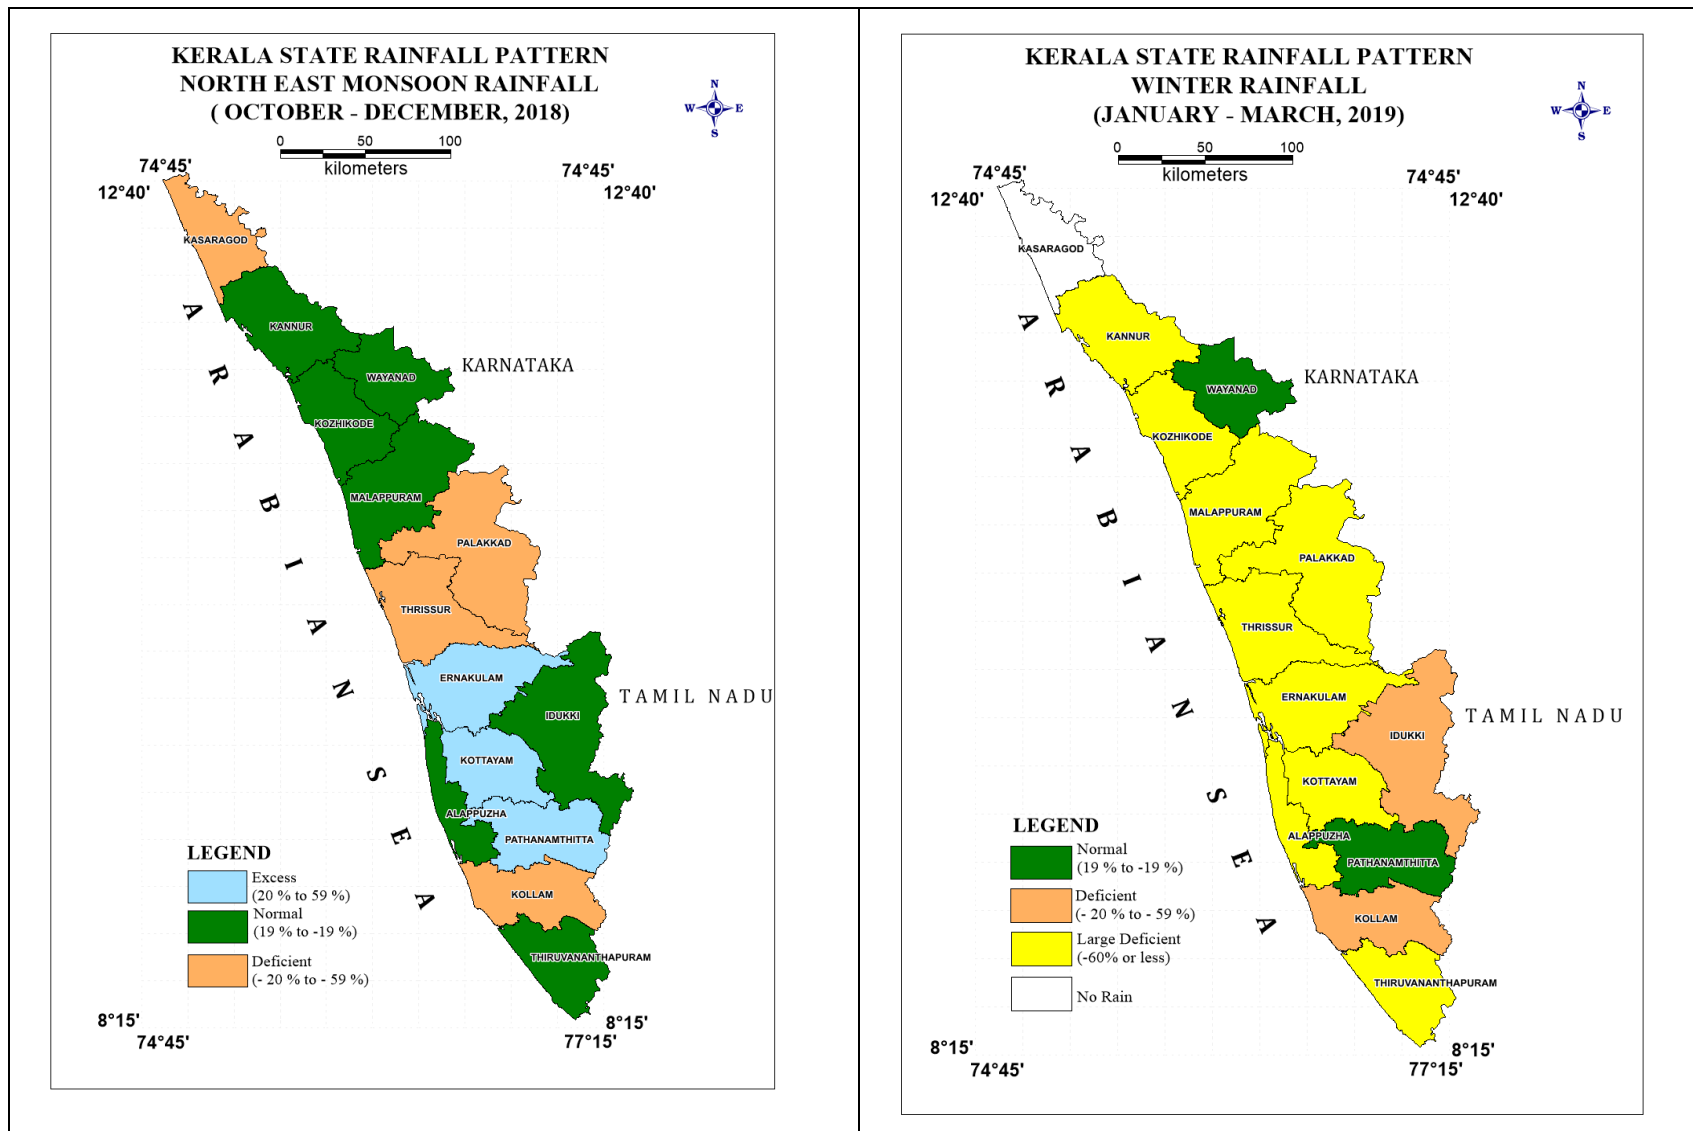 KERALA STATE RAINFALL PATTERN
NORTH EAST MONSOON RAINFALL
( OCTOBER - DECEMBER, 2018)
N
W E
S
0 50 100
kilometers
74°45' 74°45'
12°40' 12°40'
KASARAGOD
KANNUR
WAYANAD
KARNATAKA
KOZHIKODE
MALAPPURAM
PALAKKAD
THRISSUR
ERNAKULAM
TAMIL NADU
IDUKKI
KOTTAYAM
ALAPPUZHA
PATHANAMTHITTA
KOLLAM
THIRUVANANTHAPURAM
ARABIAN SEA
LEGEND
Excess
(20 % to 59 %)
Normal
(19 % to -19 %)
Deficient
(- 20 % to - 59 %)
8°15' 8°15'
74°45' 77°15'
KERALA STATE RAINFALL PATTERN
WINTER RAINFALL
(JANUARY - MARCH, 2019)
N
W E
S
0 50 100
kilometers
74°45' 74°45'
12°40' 12°40'
KASARAGOD
KANNUR
WAYANAD
KARNATAKA
KOZHIKODE
MALAPPURAM
PALAKKAD
THRISSUR
ERNAKULAM
TAMIL NADU
IDUKKI
KOTTAYAM
ALAPPUZHA
PATHANAMTHITTA
KOLLAM
THIRUVANANTHAPURAM
ARABIAN SEA
LEGEND
Normal
(19 % to -19 %)
Deficient
(- 20 % to - 59 %)
Large Deficient
(-60% or less)
No Rain
8°15' 8°15'
74°45' 77°15'